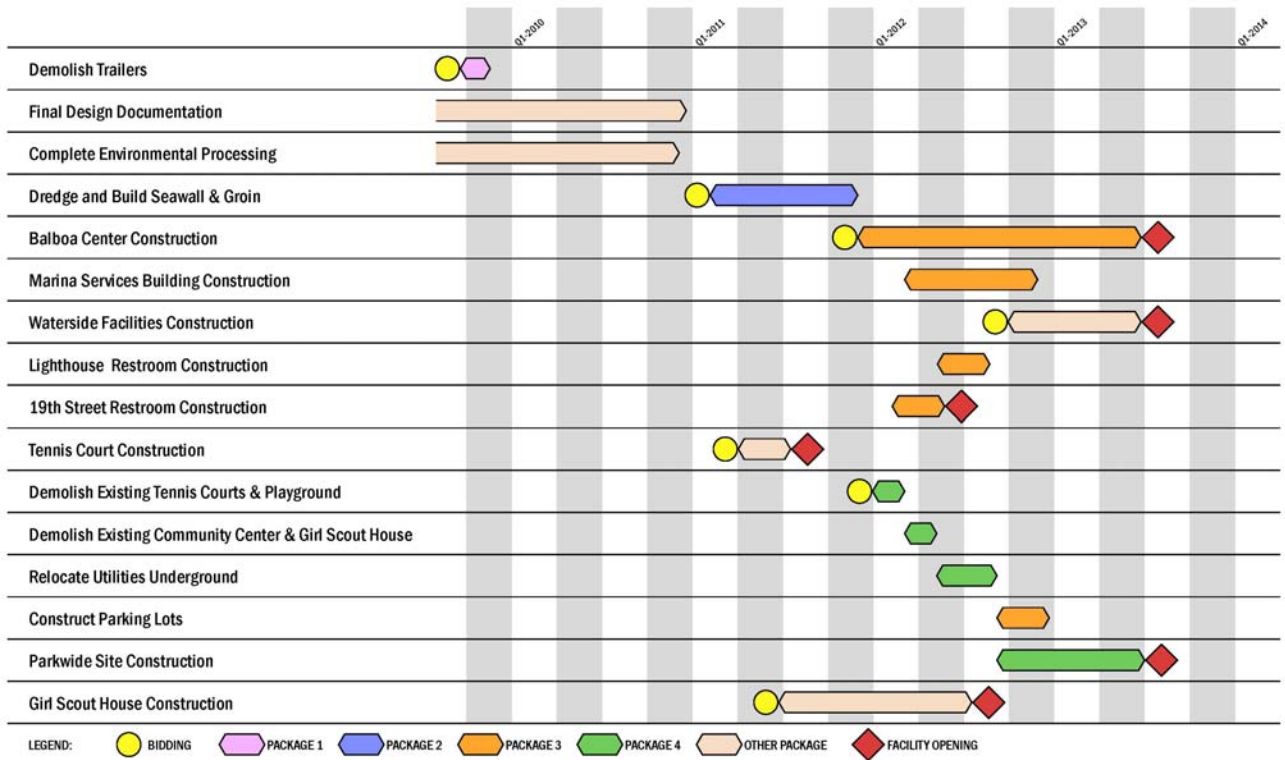 Q1-2010
Q1-2011
Q1-2012
Q1-2013
Q1-2014
Demolish Trailers
Final Design Documentation
Complete Environmental Processing
Dredge and Build Seawall & Groin
Balboa Center Construction
Marina Services Building Construction
Waterside Facilities Construction
Lighthouse Restroom Construction
19th Street Restroom Construction
Tennis Court Construction
Demolish Existing Tennis Courts & Playground
Demolish Existing Community Center & Girl Scout House
Relocate Utilities Underground
Construct Parking Lots
Parkwide Site Construction
Girl Scout House Construction
LEGEND: BIDDING PACKAGE 1 PACKAGE 2 PACKAGE 3 PACKAGE 4 OTHER PACKAGE FACILITY OPENING